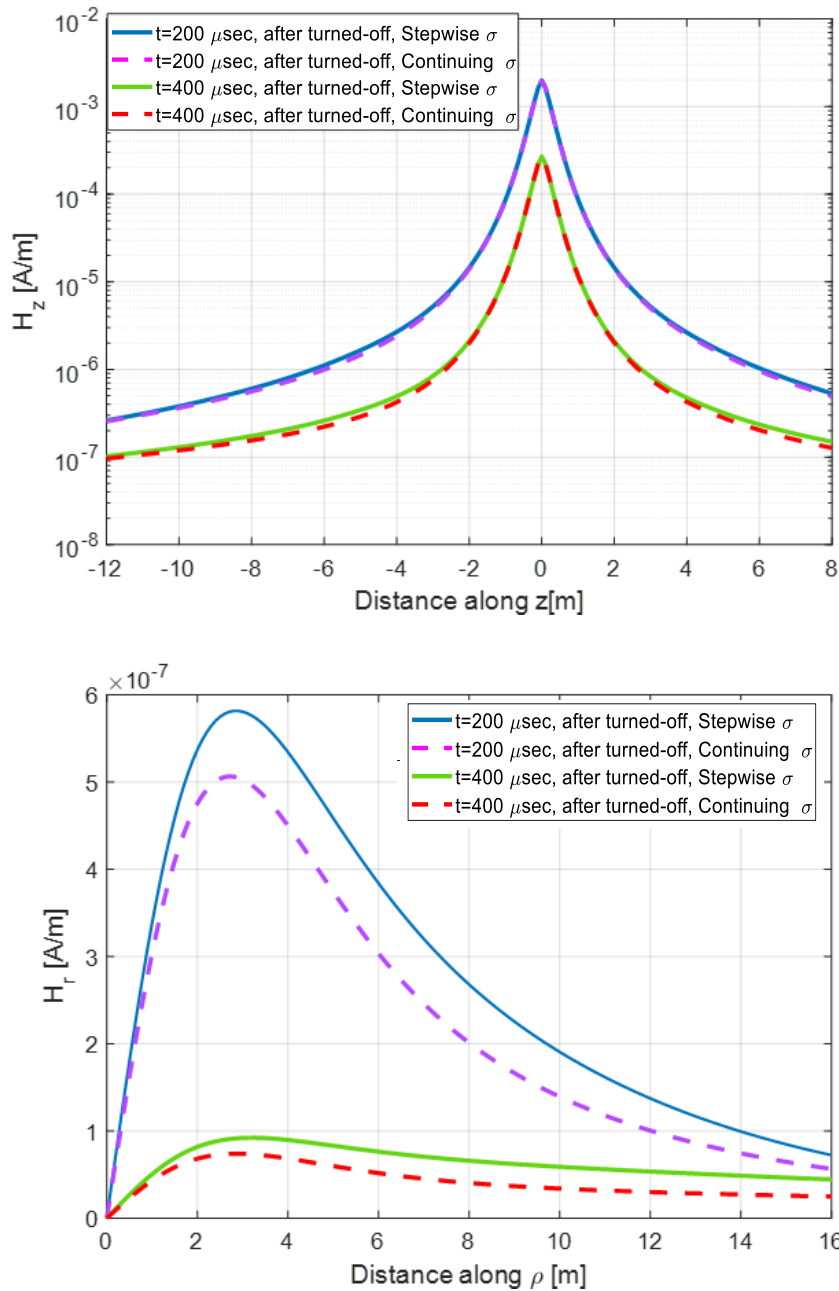 10^-2
10^-3
10^-4
10^-5
10^-6
10^-7
10^-8
H_z [A/m]
t=200 μsec, after turned-off, Stepwise σ
t=200 μsec, after turned-off, Continuing σ
t=400 μsec, after turned-off, Stepwise σ
t=400 μsec, after turned-off, Continuing σ
-12 -10 -8 -6 -4 -2 0 2 4 6 8
Distance along z[m]
×10^-7
6
5
4
3
2
1
0
H_r [A/m]
t=200 μsec, after turned-off, Stepwise σ
t=200 μsec, after turned-off, Continuing σ
t=400 μsec, after turned-off, Stepwise σ
t=400 μsec, after turned-off, Continuing σ
0 2 4 6 8 10 12 14 16
Distance along ρ [m]